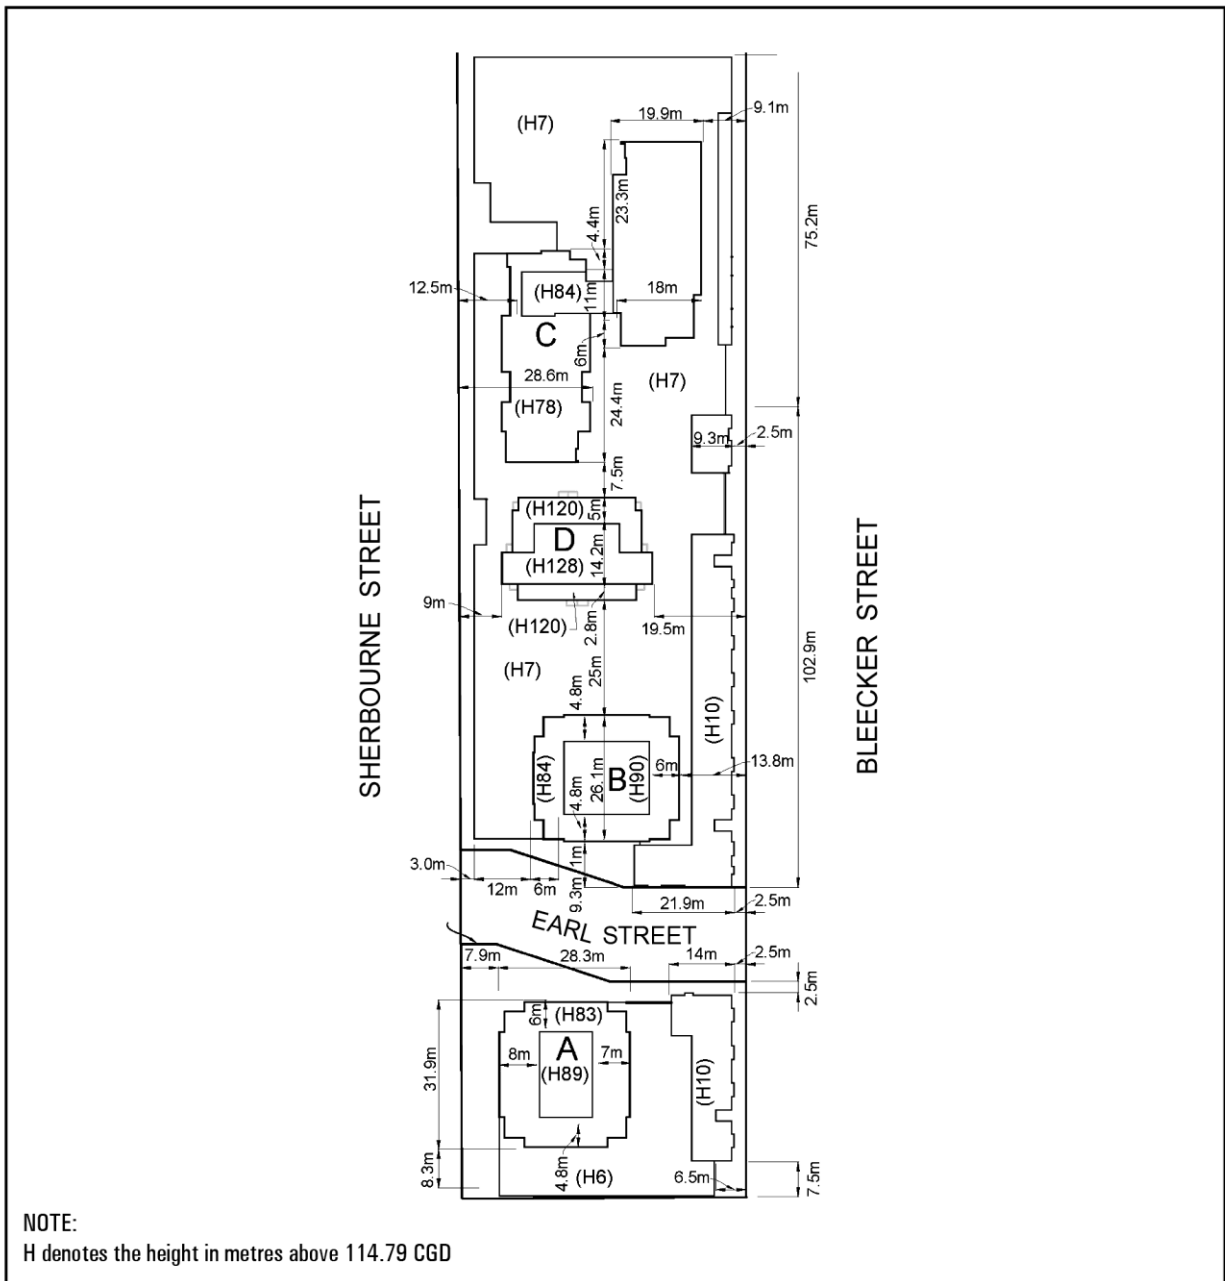 19.9m
9.1m
(H7)
23.3m
4.4m
75.2m
12.5m
(H84)
11m
18m
C
6m
28.6m
(H7)
(H78)
24.4m
9.3m
2.5m
7.5m
(H120)
5m
D
14.2m
(H128)
SHERBOURNE STREET
BLEECKER STREET
9m
(H120)
2.8m
19.5m
(H7)
25m
102.9m
4.8m
(H10)
(H84)
26.1m
B
(H90)
6m
13.8m
4.8m
3.0m
12m
6m
9.3m
1m
21.9m
2.5m
EARL STREET
7.9m
28.3m
14m
2.5m
2.5m
6m
(H83)
31.9m
8m
A
7m
(H89)
(H10)
8.3m
4.8m
(H6)
6.5m
7.5m
NOTE:
H denotes the height in metres above 114.79 CGD